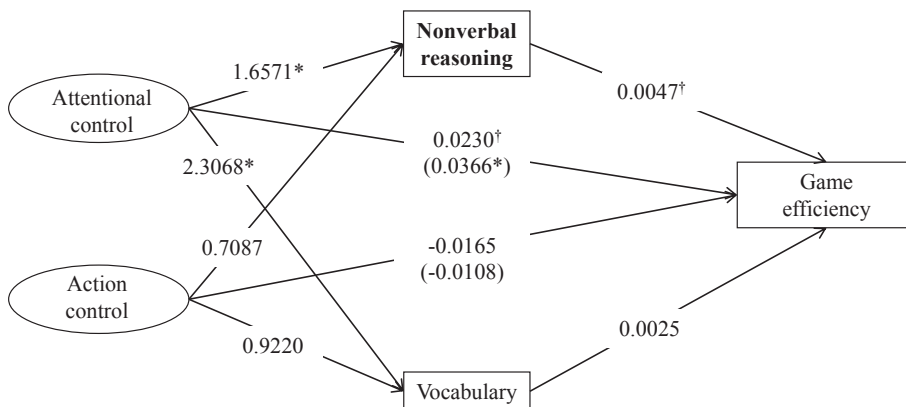 Nonverbal
reasoning
1.6571*
Attentional
control
0.0047†
0.0230†
(0.0366*)
2.3068*
Game
efficiency
0.7087
-0.0165
(-0.0108)
Action
control
0.9220
0.0025
Vocabulary